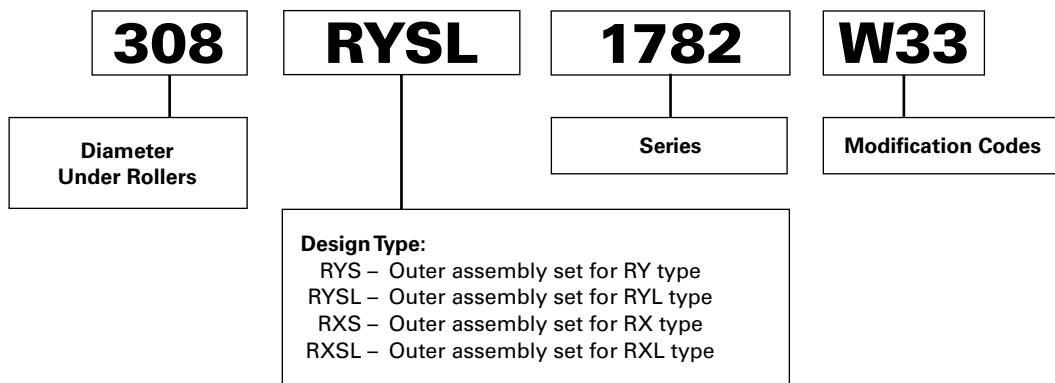 308 RYSL 1782 W33
Diameter
Under Rollers
Series
Modification Codes
Design Type:
RYS – Outer assembly set for RY type
RYSL – Outer assembly set for RYL type
RXS – Outer assembly set for RX type
RXSL – Outer assembly set for RXL type